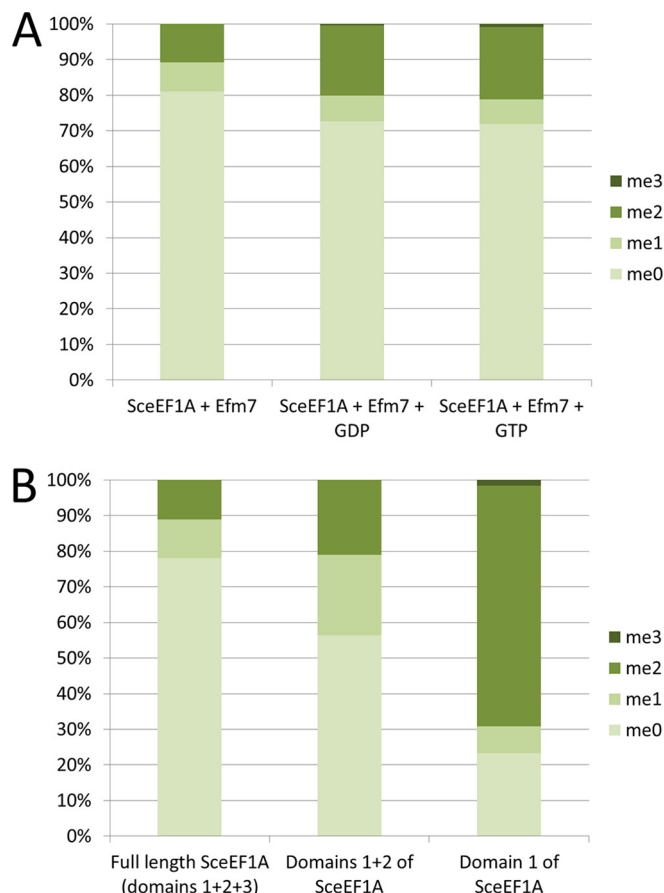 A
100%
90%
80%
70%
60%
50%
40%
30%
20%
10%
0%
SceEF1A + Efm7
SceEF1A + Efm7 +
GDP
SceEF1A + Efm7 +
GTP
me3
me2
me1
me0
B
100%
90%
80%
70%
60%
50%
40%
30%
20%
10%
0%
Full length SceEF1A
(domains 1+2+3)
Domains 1+2 of
SceEF1A
Domain 1 of
SceEF1A
me3
me2
me1
me0